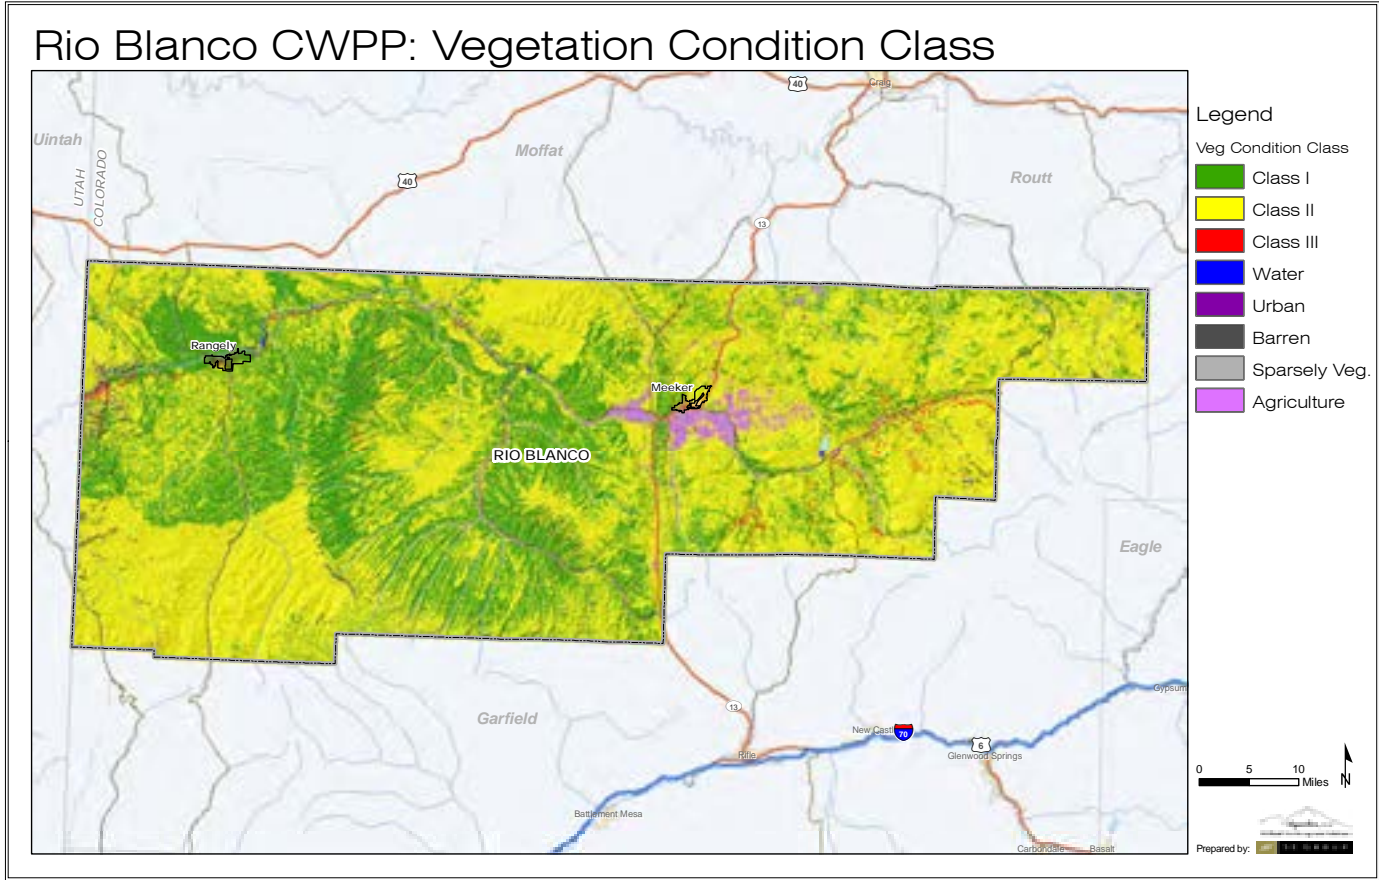 Rio Blanco CWPP: Vegetation Condition Class
40
Craig
Uintah
Moffat
UTAH
COLORADO
40
Routt
13
Rangely
Meeker
RIO BLANCO
Eagle
Gypsum
Garfield
13
New Castl
70
6
Rifle
Glenwood Springs
Battlement Mesa
Carbondale
Basalt
Legend
Veg Condition Class
Class I
Class II
Class III
Water
Urban
Barren
Sparsely Veg.
Agriculture
0 5 10
Miles
N
Prepared by: